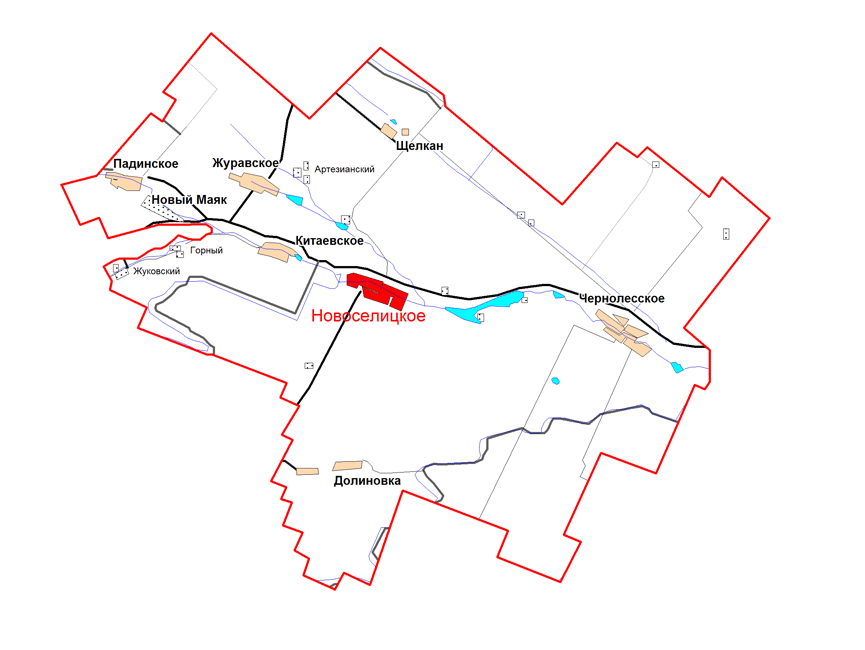 Щелкан
Падинское
Журавское
Артезианский
Новый Маяк
Китаевское
Горный
Жуковский
Чернолесское
Новоселицкое
Долиновка